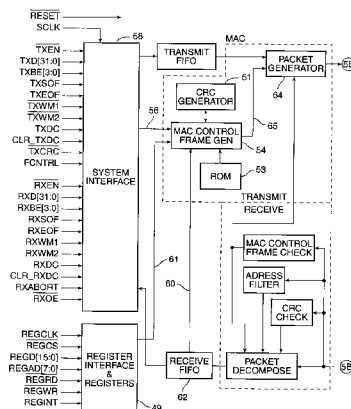 RESET
SCLK
58
TXEN
TXD[31:0]
TXBE[3:0]
TXSOF
TXEOF
TXWM1
TXWM2
TXDC
CLR_TXDC
TXCRC
FCNTRL
RXEN
RXD[31:0]
RXBE[3:0]
RXSOF
RXEOF
RXWM1
RXWM2
RXDC
CLR_RXDC
RXABORT
RXOE
SYSTEM
INTERFACE
REGCLK
REGCS
REGD[15:0]
REGAD[7:0]
REGRD
REGWR
REGINT
REGISTER
INTERFACE
&
REGISTERS
49
TRANSMIT
FIFO
MAC
PACKET
GENERATOR
64
51
CRC
GENERATOR
56
65
MAC CONTROL
FRAME GEN
54
ROM
53
TRANSMIT
RECEIVE
61
60
MAC CONTROL
FRAME CHECK
ADRESS
FILTER
CRC
CHECK
RECEIVE
FIFO
62
PACKET
DECOMPOSE
5B